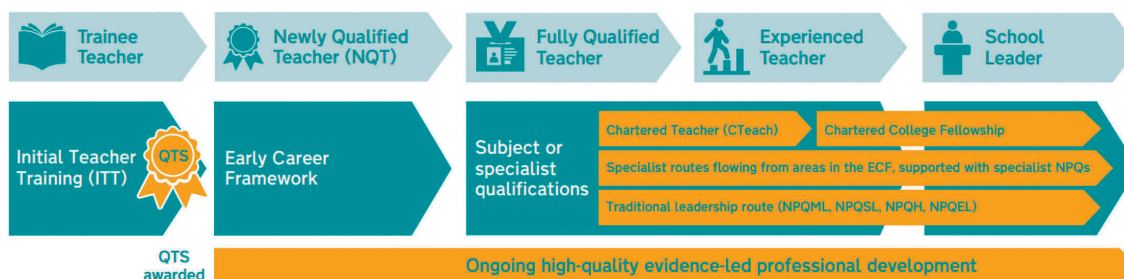 Trainee
Teacher
Newly Qualified
Teacher (NQT)
Fully Qualified
Teacher
Experienced
Teacher
School
Leader
Initial Teacher
Training (ITT)
QTS
Early Career
Framework
Subject or
specialist
qualifications
Chartered Teacher (CTeach)
Chartered College Fellowship
Specialist routes flowing from areas in the ECF, supported with specialist NPQs
Traditional leadership route (NPQML, NPQSL, NPQH, NPQEL)
QTS
awarded
Ongoing high-quality evidence-led professional development